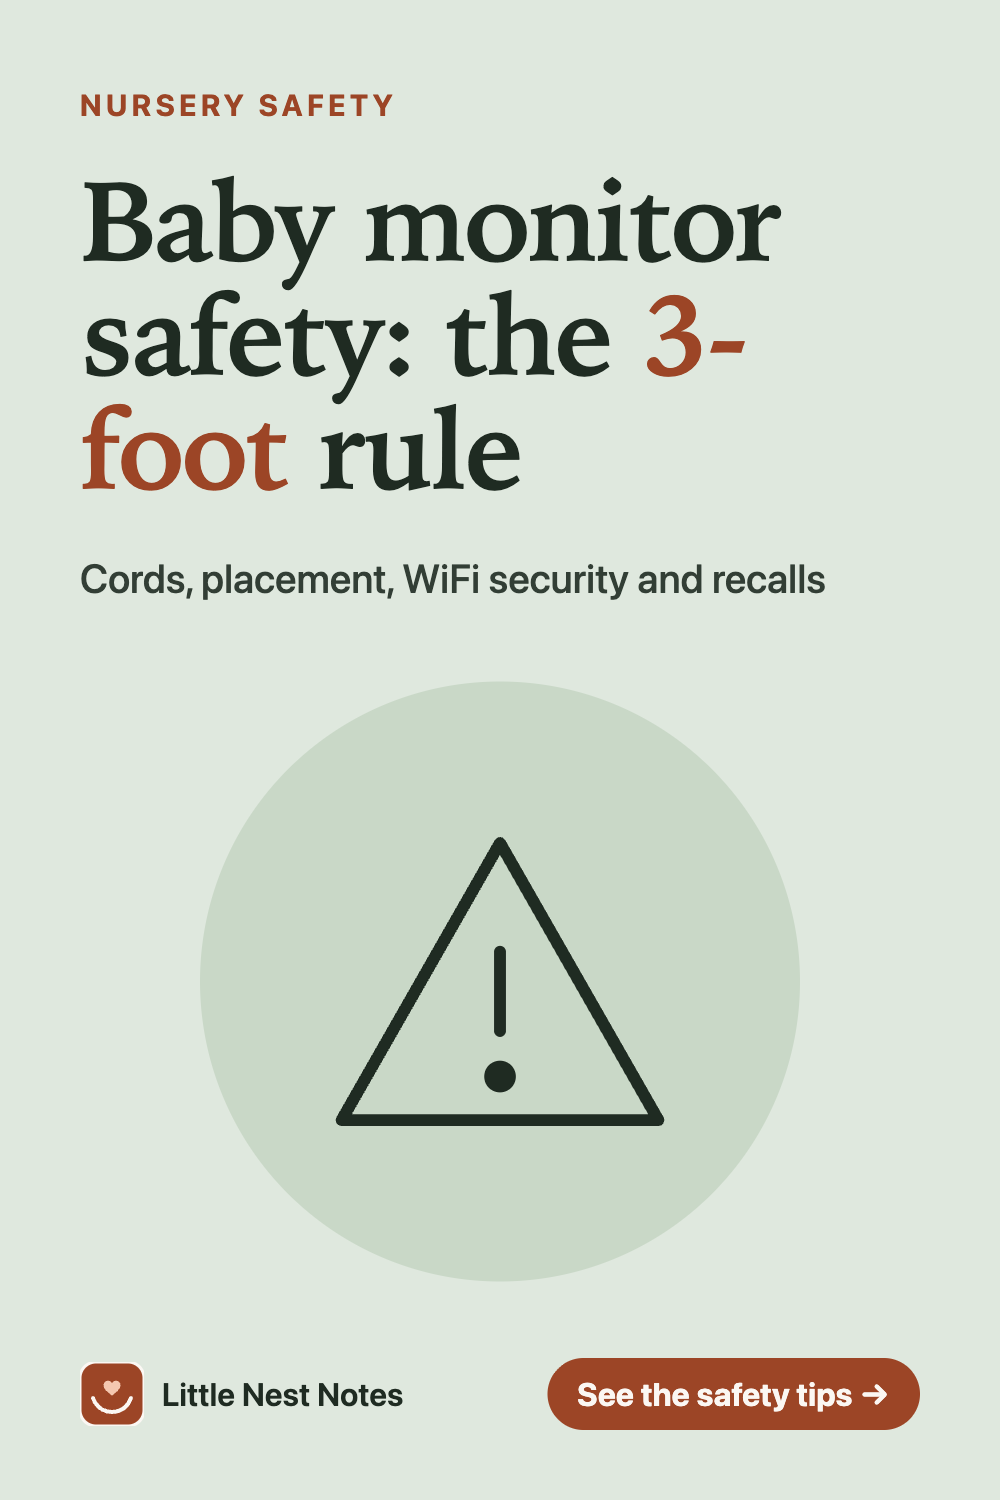 NURSERY SAFETY
Baby monitor
safety: the 3-
foot rule
Cords, placement, WiFi security and recalls
Little Nest Notes
See the safety tips →